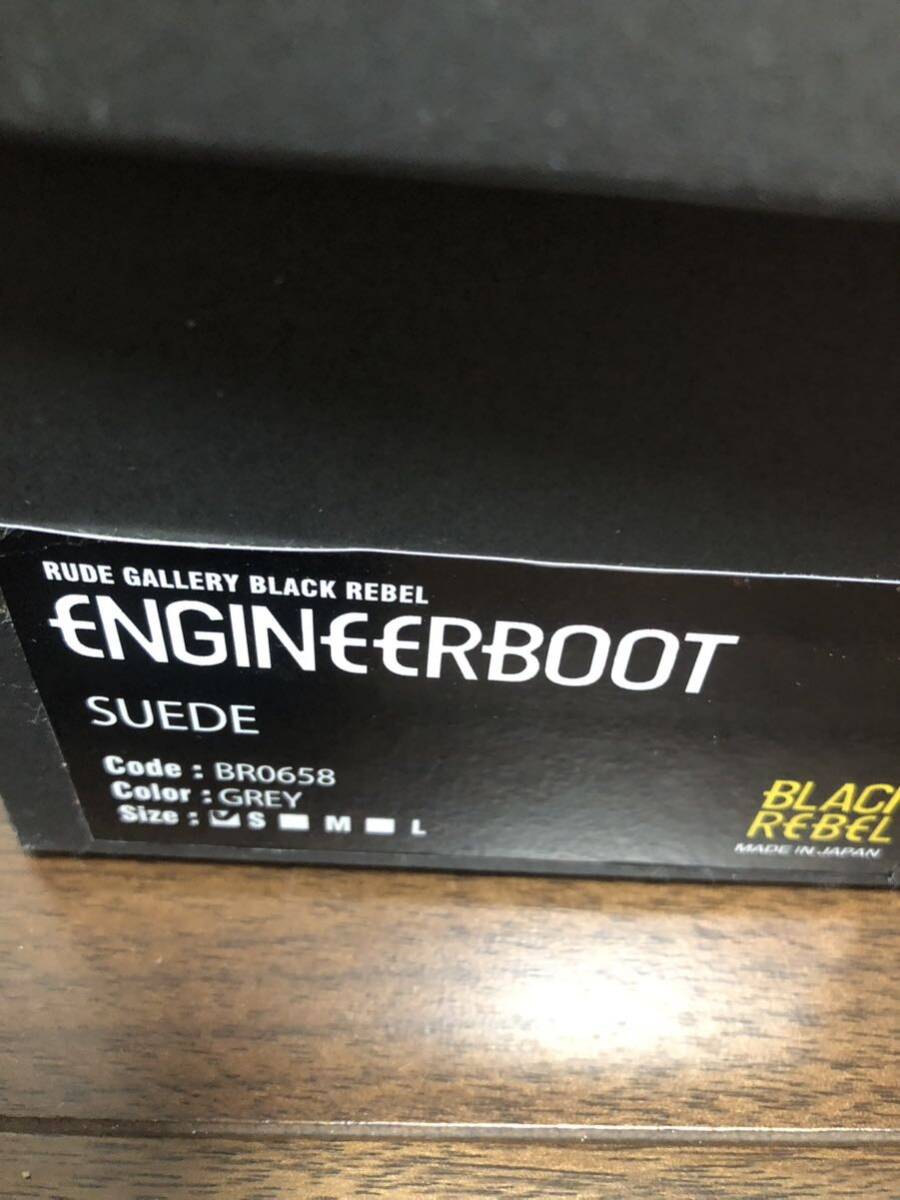 RUDE GALLERY BLACK REBEL
ENGINEERBOOT
SUEDE
Code : BR0658
Color : GREY
Size : S M L
BLACK
REBEL
MADE IN JAPAN